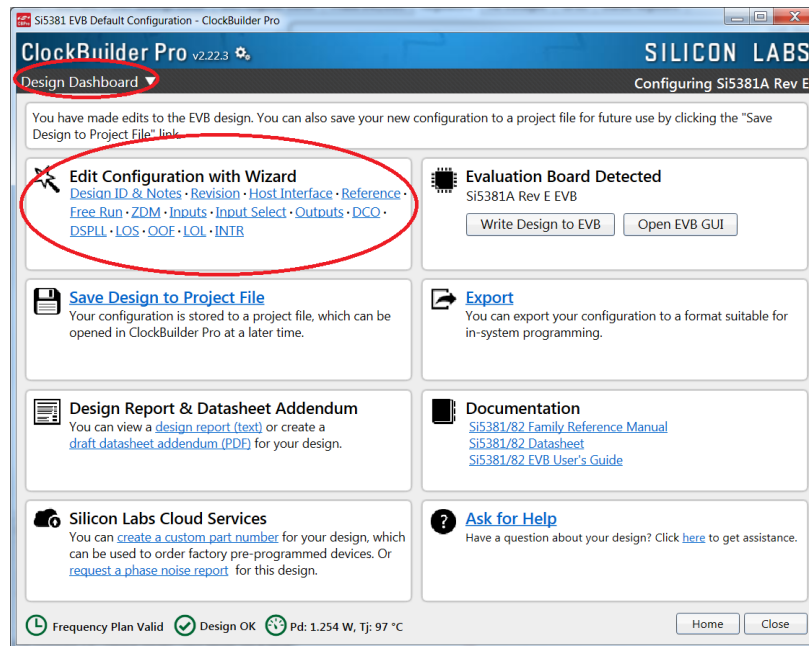 Si5381 EVB Default Configuration - ClockBuilder Pro
ClockBuilder Pro v2.22.3
SILICON LABS
Design Dashboard ▼
Configuring Si5381A Rev E
You have made edits to the EVB design. You can also save your new configuration to a project file for future use by clicking the "Save
Design to Project File" link.
Edit Configuration with Wizard
Design ID & Notes · Revision · Host Interface · Reference ·
Free Run · ZDM · Inputs · Input Select · Outputs · DCO ·
DSPLL · LOS · OOF · LOL · INTR
Evaluation Board Detected
Si5381A Rev E EVB
Write Design to EVB
Open EVB GUI
Save Design to Project File
Your configuration is stored to a project file, which can be
opened in ClockBuilder Pro at a later time.
Export
You can export your configuration to a format suitable for
in-system programming.
Design Report & Datasheet Addendum
You can view a design report (text) or create a
draft datasheet addendum (PDF) for your design.
Documentation
Si5381/82 Family Reference Manual
Si5381/82 Datasheet
Si5381/82 EVB User's Guide
Silicon Labs Cloud Services
You can create a custom part number for your design, which
can be used to order factory pre-programmed devices. Or
request a phase noise report for this design.
Ask for Help
Have a question about your design? Click here to get assistance.
Frequency Plan Valid
Design OK
Pd: 1.254 W, Tj: 97 °C
Home
Close